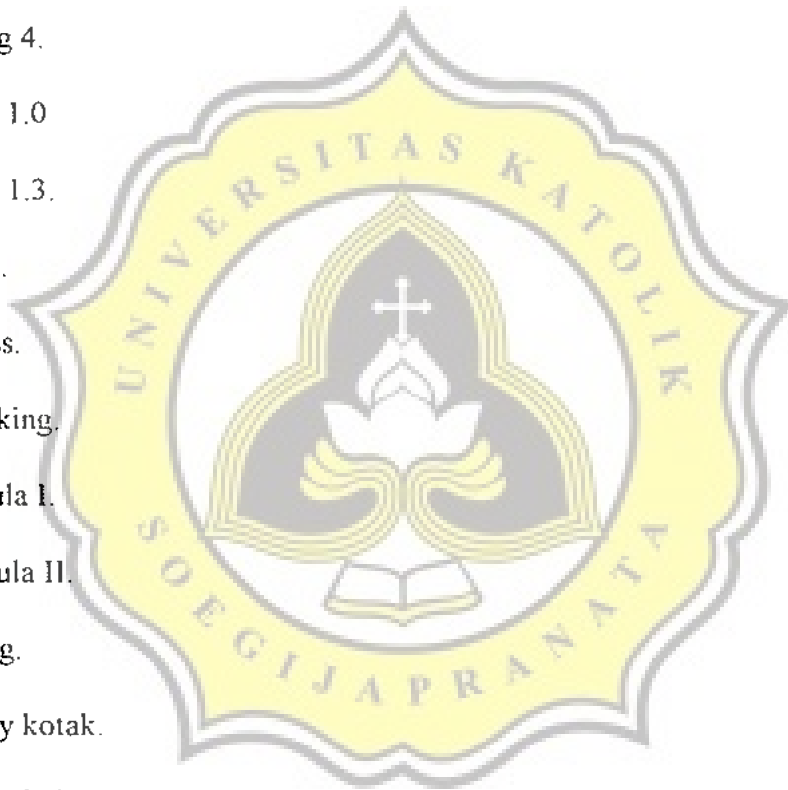 g 4.
1.0
1.3.
.
s.
king.
ula I.
ula II.
g.
y kotak.
UNIVERSITAS KATOLIK
SOEGIJAPRANATA